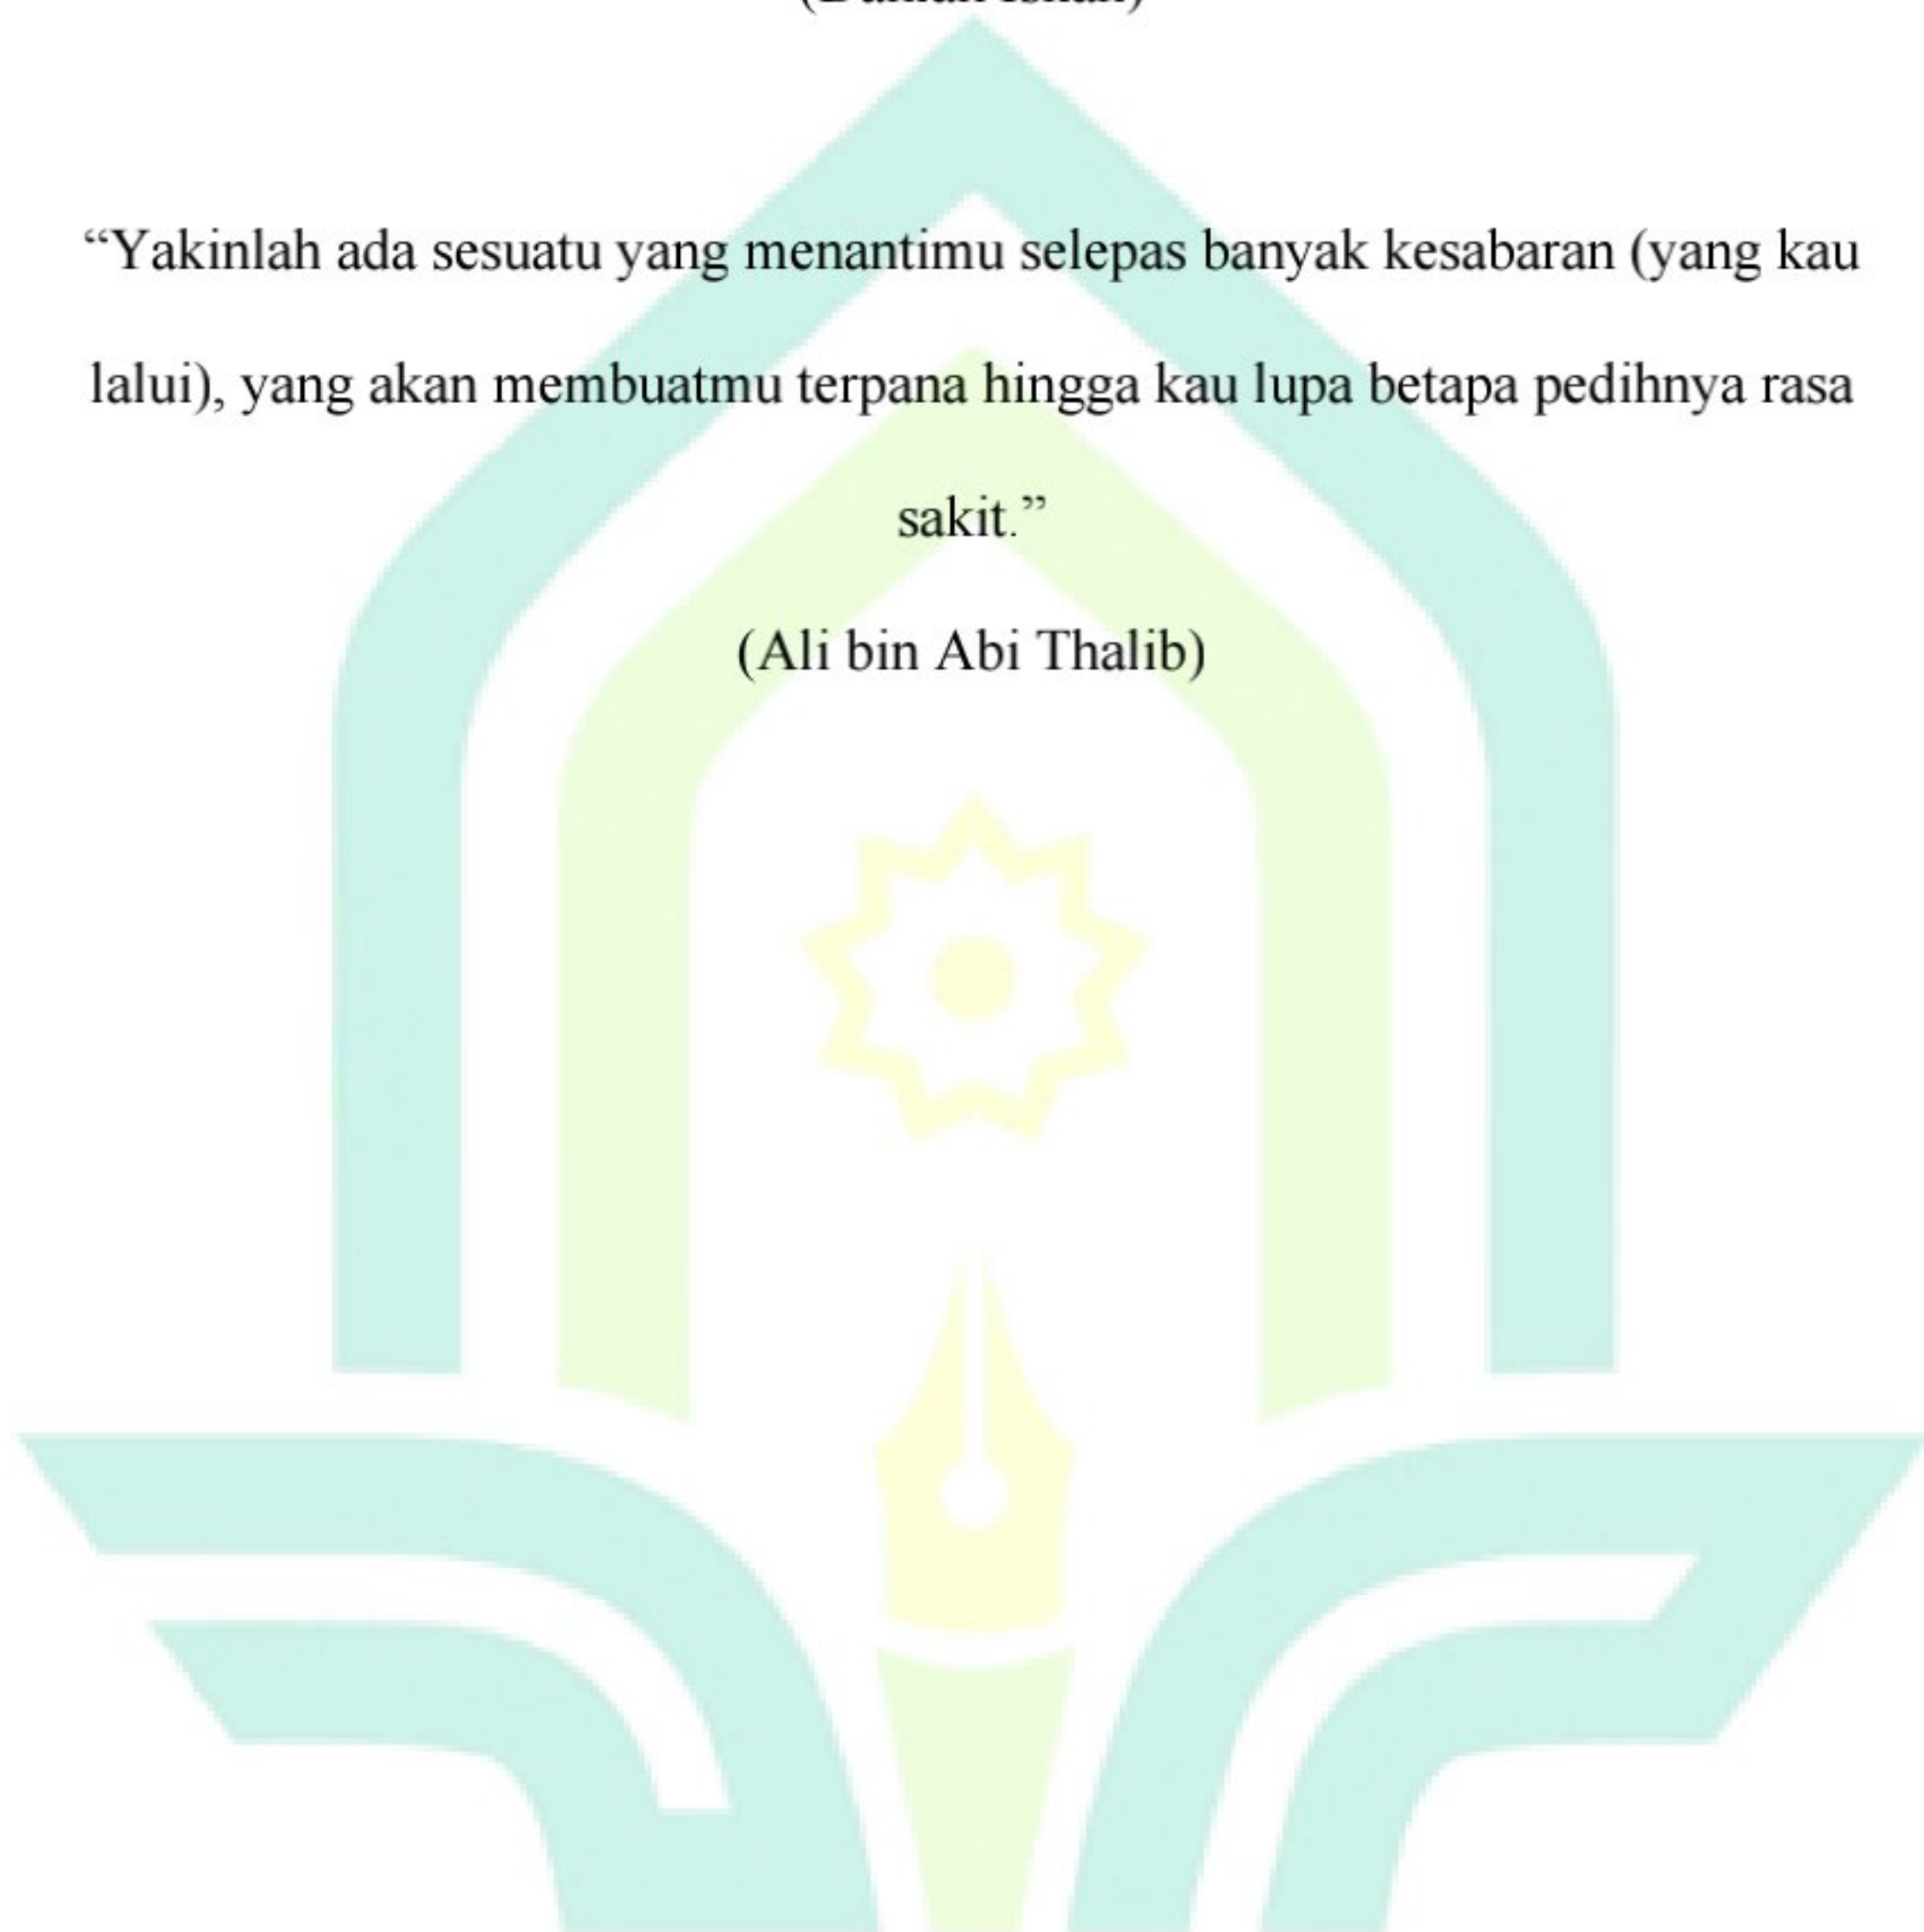 “Yakinlah ada sesuatu yang menantimu selepas banyak kesabaran (yang kau
lalui), yang akan membuatmu terpana hingga kau lupa betapa pedihnya rasa
sakit.”
(Ali bin Abi Thalib)